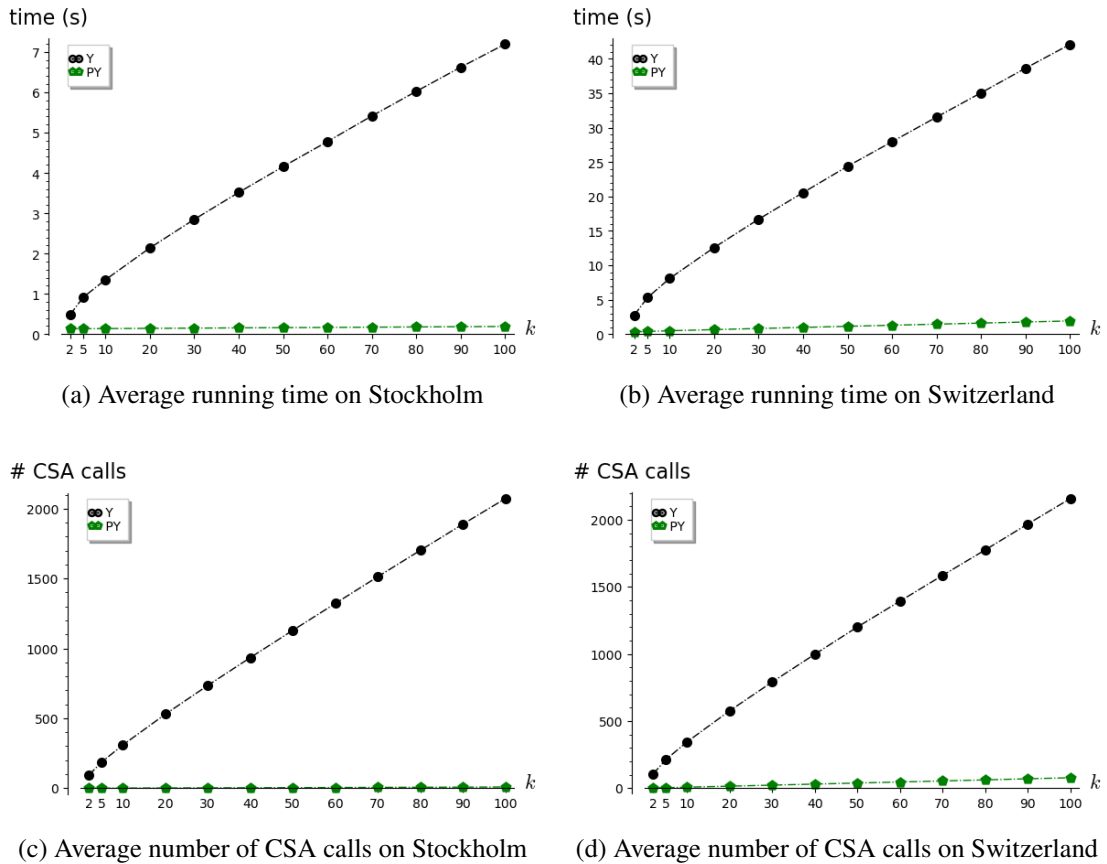 time (s)
7
6
5
4
3
2
1
0
Y
PY
2 5 10 20 30 40 50 60 70 80 90 100
k
(a) Average running time on Stockholm
time (s)
40
35
30
25
20
15
10
5
0
Y
PY
2 5 10 20 30 40 50 60 70 80 90 100
k
(b) Average running time on Switzerland
# CSA calls
2000
1500
1000
500
0
Y
PY
2 5 10 20 30 40 50 60 70 80 90 100
k
(c) Average number of CSA calls on Stockholm
# CSA calls
2000
1500
1000
500
0
Y
PY
2 5 10 20 30 40 50 60 70 80 90 100
k
(d) Average number of CSA calls on Switzerland